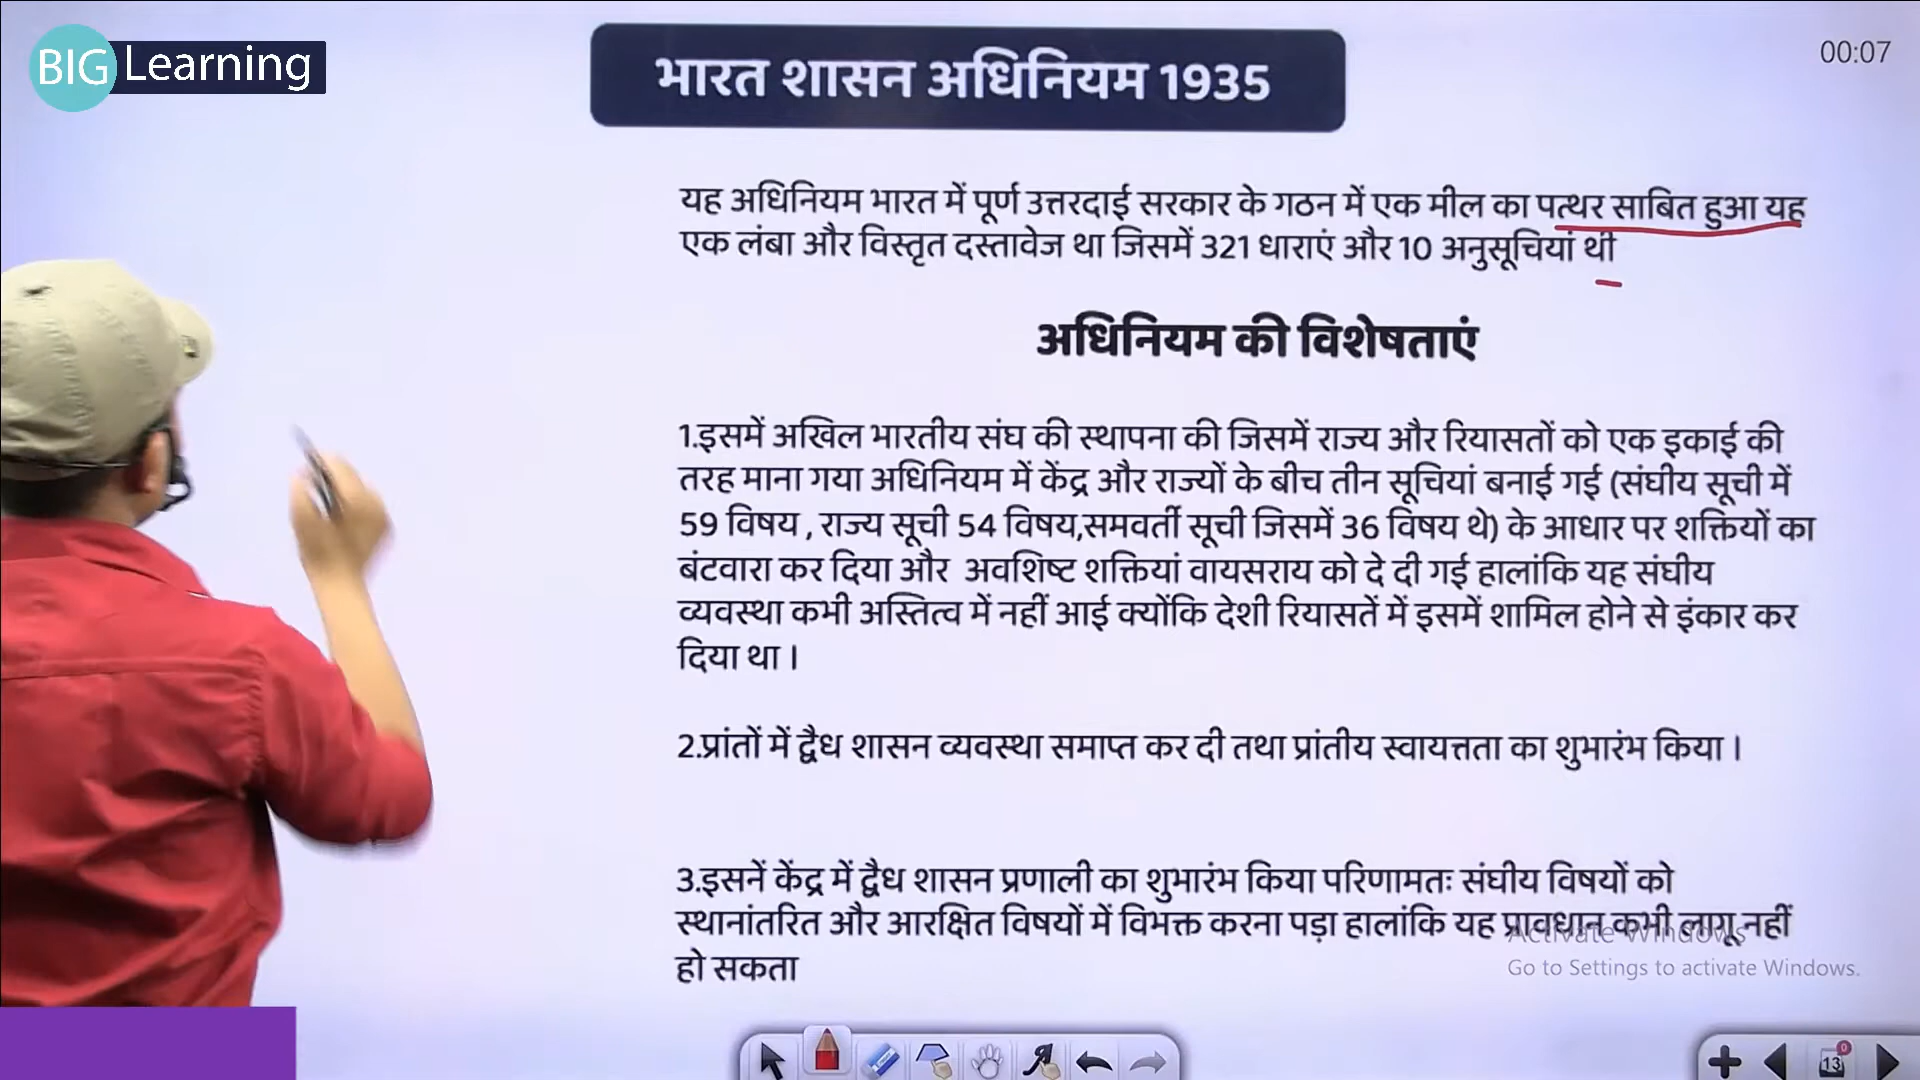 BIG Learning
00:07
भारत शासन अधिनियम 1935
यह अधिनियम भारत में पूर्ण उत्तरदाई सरकार के गठन में एक मील का पत्थर साबित हुआ यह
एक लंबा और विस्तृत दस्तावेज था जिसमें 321 धाराएं और 10 अनुसूचियां थी
अधिनियम की विशेषताएं
1.इसमें अखिल भारतीय संघ की स्थापना की जिसमें राज्य और रियासतों को एक इकाई की
तरह माना गया अधिनियम में केंद्र और राज्यों के बीच तीन सूचियां बनाई गई (संघीय सूची में
59 विषय , राज्य सूची 54 विषय,समवर्ती सूची जिसमें 36 विषय थे) के आधार पर शक्तियों का
बंटवारा कर दिया और अवशिष्ट शक्तियां वायसराय को दे दी गई हालांकि यह संघीय
व्यवस्था कभी अस्तित्व में नहीं आई क्योंकि देशी रियासतें में इसमें शामिल होने से इंकार कर
दिया था ।
2.प्रांतों में द्वैध शासन व्यवस्था समाप्त कर दी तथा प्रांतीय स्वायत्तता का शुभारंभ किया ।
3.इसनें केंद्र में द्वैध शासन प्रणाली का शुभारंभ किया परिणामतः संघीय विषयों को
स्थानांतरित और आरक्षित विषयों में विभक्त करना पड़ा हालांकि यह प्रावधान कभी लागू नहीं
हो सकता
Activate Windows
Go to Settings to activate Windows.
13
0